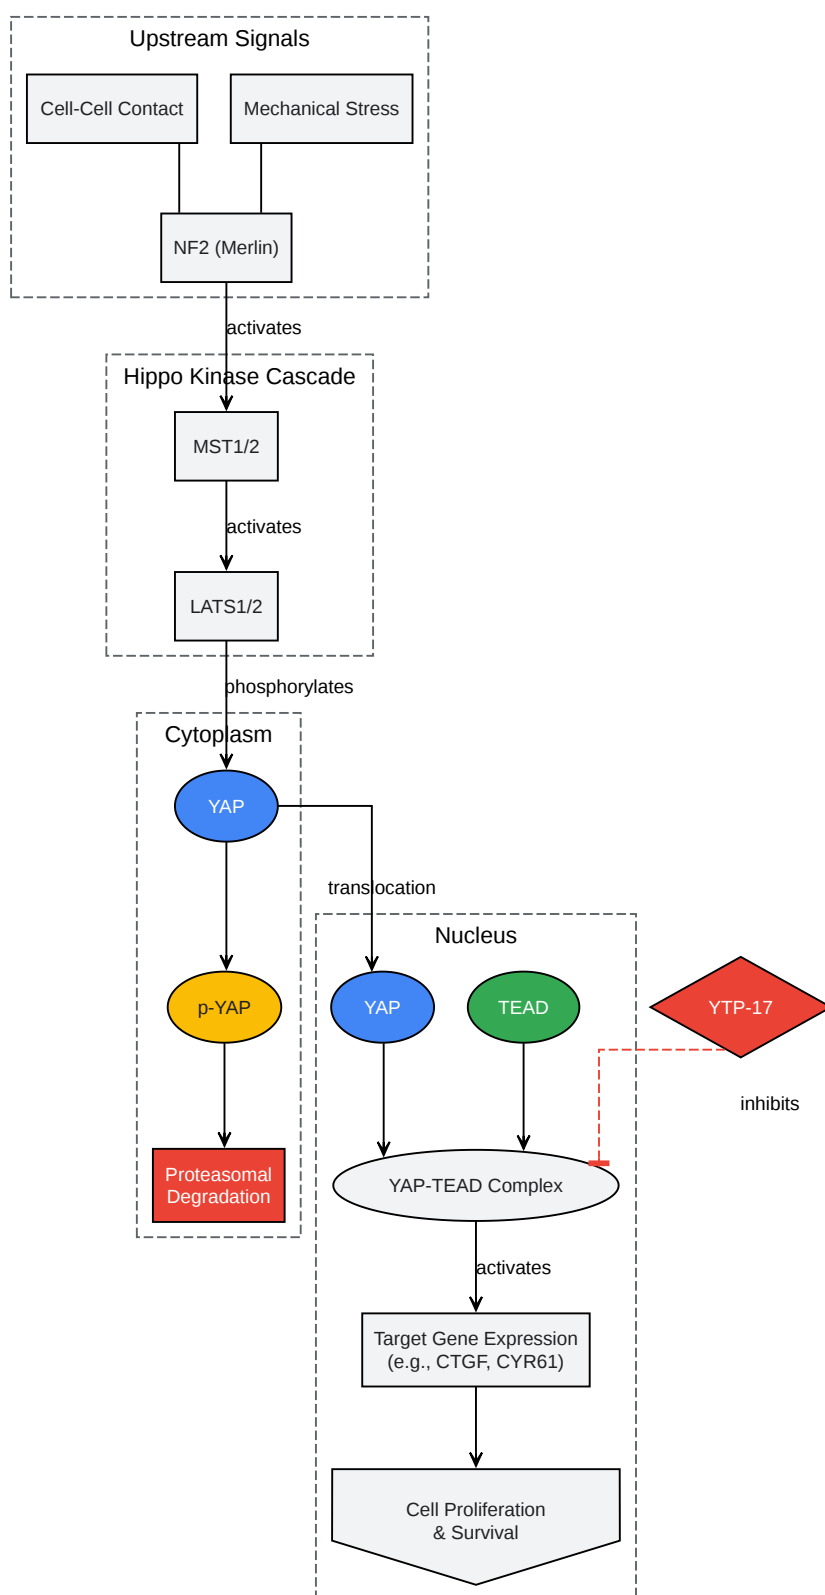 Upstream Signals
Cell-Cell Contact
Mechanical Stress
NF2 (Merlin)
activates
Hippo Kinase Cascade
MST1/2
activates
LATS1/2
phosphorylates
Cytoplasm
YAP
translocation
Nucleus
p-YAP
YAP
TEAD
YTP-17
inhibits
Proteasomal
Degradation
YAP-TEAD Complex
activates
Target Gene Expression
(e.g., CTGF, CYR61)
Cell Proliferation
& Survival